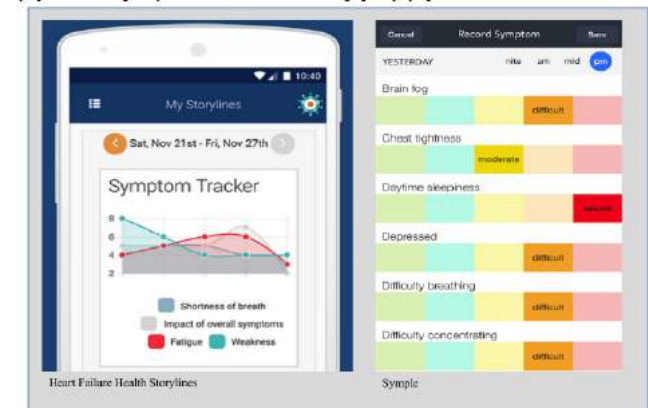 10:40
My Storylines
Sat, Nov 21st - Fri, Nov 27th
Symptom Tracker
8
6
4
2
Shortness of breath
Impact of overall symptoms
Fatigue
Weakness
Heart Failure Health Storylines
Cancel Record Symptom Save
YESTERDAY nite am mid pm
Brain fog
difficult
Chest tightness
moderate
Daytime sleepiness
Depressed
difficult
Difficulty breathing
difficult
Difficulty concentrating
difficult
Symple